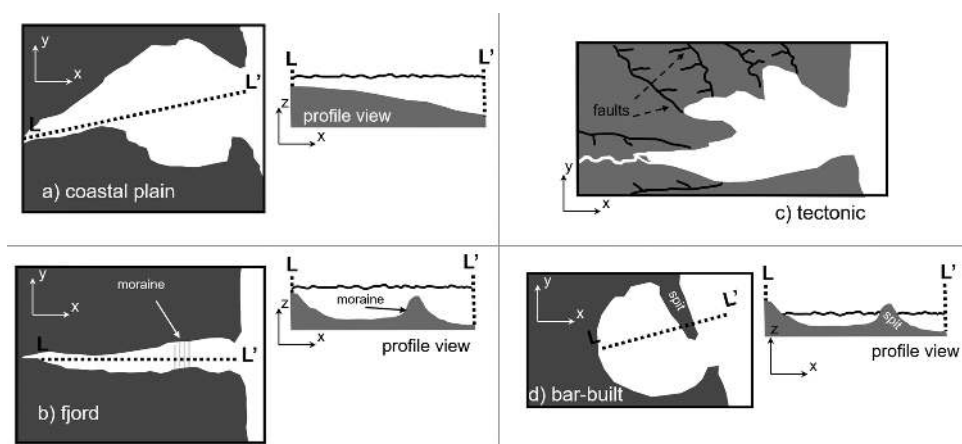 y
x
L
L'
a) coastal plain
L
L'
z
profile view
x
faults
y
x
c) tectonic
y
x
moraine
L
L'
b) fjord
L
L'
z
moraine
x
profile view
y
x
spit
L
L'
d) bar-built
L
L'
z
spit
x
profile view